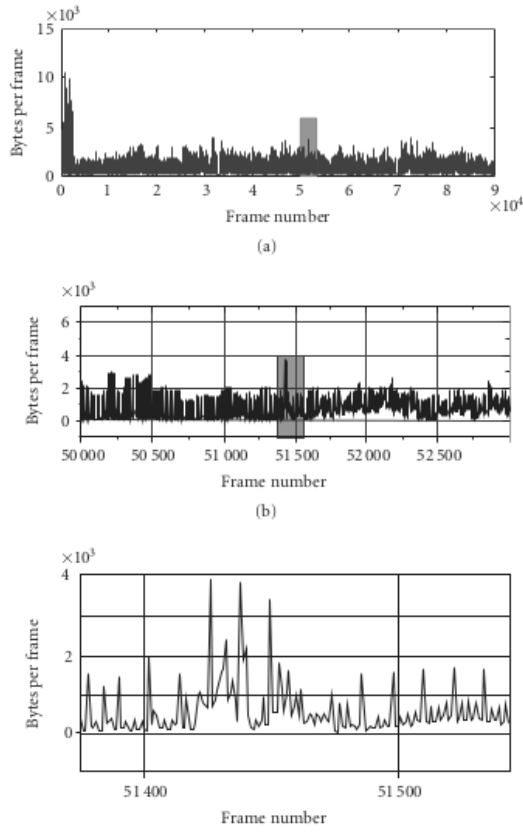 ×10³
15
10
5
0
Bytes per frame
0 1 2 3 4 5 6 7 8 9
×10⁴
Frame number
(a)
×10³
6
4
2
0
Bytes per frame
50 000 50 500 51 000 51 500 52 000 52 500
Frame number
(b)
×10³
4
2
0
Bytes per frame
51 400 51 500
Frame number